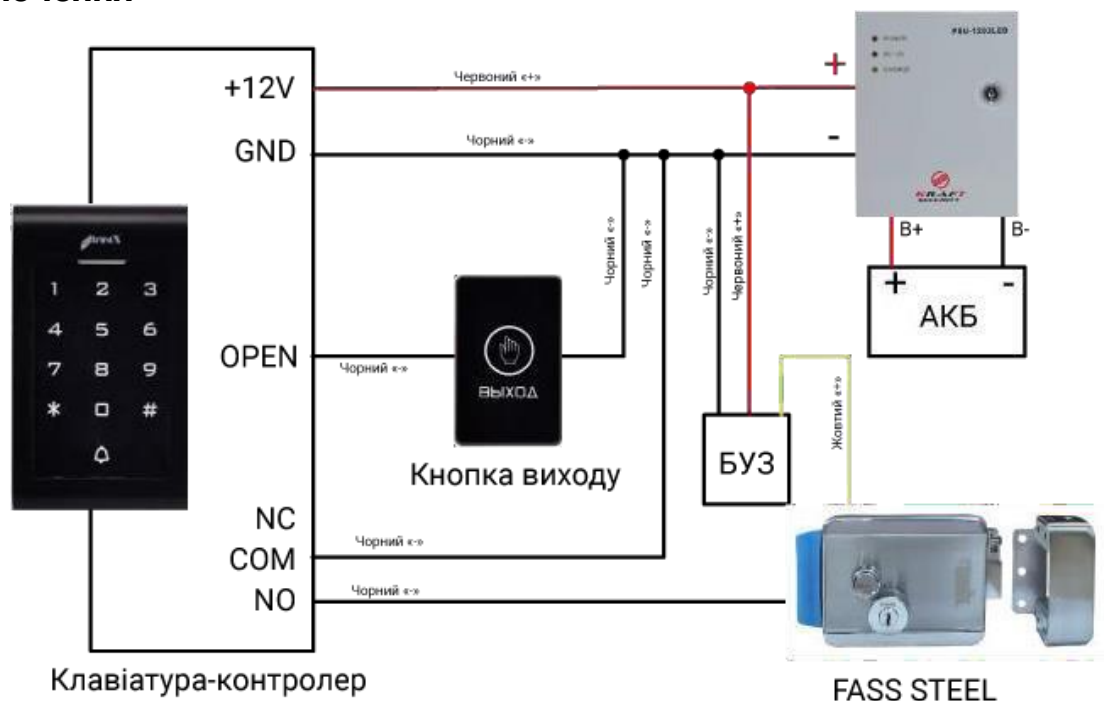 +12V
Червоний «+»
+
PSU-1203LED
GND
Чорний «-»
-
KRAFT
SECURITY
B+
B-
+ -
АКБ
Чорний «-»
Чорний «-»
Чорний «-»
Червоний «+»
1 2 3
4 5 6
7 8 9
* 0 #
OPEN
Чорний «-»
ВЫХОД
Кнопка виходу
БУЗ
Жовтий «+»
NC
COM
Чорний «-»
NO
Чорний «-»
Клавіатура-контролер
FASS STEEL